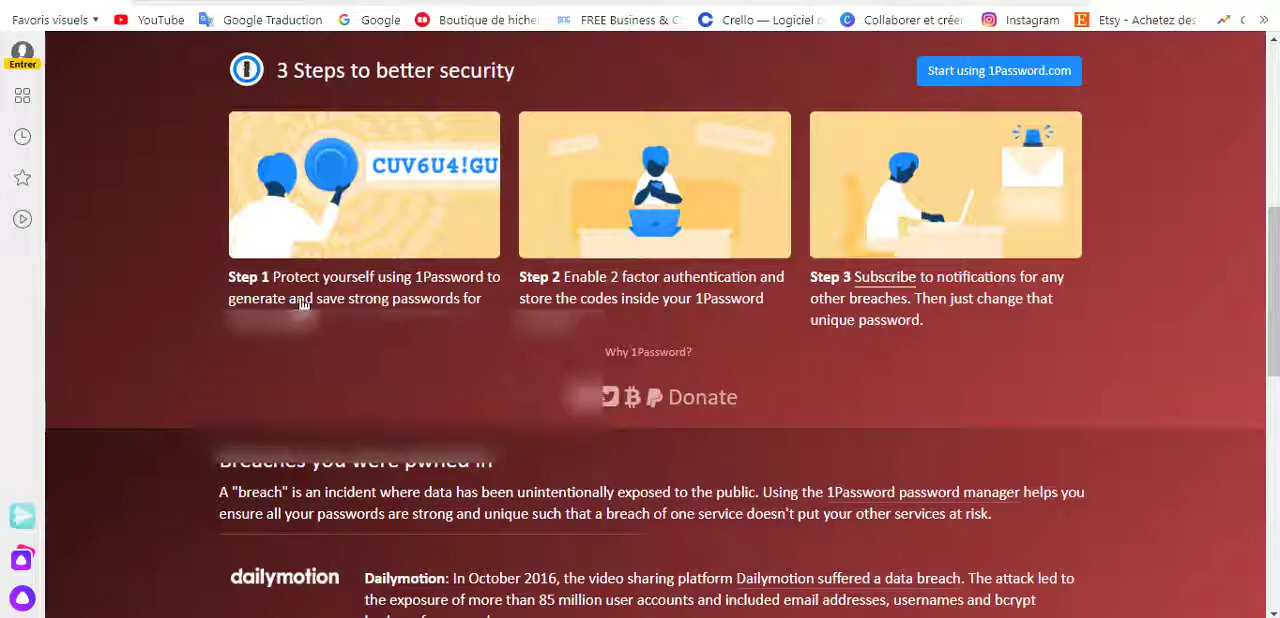 Favoris visuels ▾ YouTube Google Traduction Google Boutique de hiche FREE Business & C Crello — Logiciel d Collaborer et créer Instagram Etsy - Achetez des
Entrer
3 Steps to better security
Start using 1Password.com
CUV6U4!GU
Step 1 Protect yourself using 1Password to
generate and save strong passwords for
Step 2 Enable 2 factor authentication and
store the codes inside your 1Password
Step 3 Subscribe to notifications for any
other breaches. Then just change that
unique password.
Why 1Password?
Donate
Breaches you were pwned in
A "breach" is an incident where data has been unintentionally exposed to the public. Using the 1Password password manager helps you
ensure all your passwords are strong and unique such that a breach of one service doesn't put your other services at risk.
dailymotion
Dailymotion: In October 2016, the video sharing platform Dailymotion suffered a data breach. The attack led to
the exposure of more than 85 million user accounts and included email addresses, usernames and bcrypt